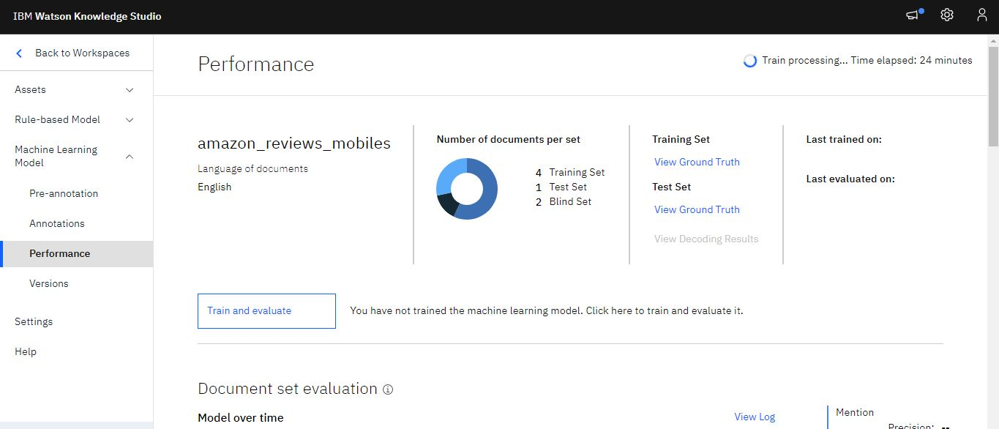 IBM Watson Knowledge Studio
Back to Workspaces
Assets
Rule-based Model
Machine Learning
Model
Pre-annotation
Annotations
Performance
Versions
Settings
Help
Performance
Train processing... Time elapsed: 24 minutes
amazon_reviews_mobiles
Language of documents
English
Number of documents per set
4 Training Set
1 Test Set
2 Blind Set
Training Set
View Ground Truth
Test Set
View Ground Truth
View Decoding Results
Last trained on:
Last evaluated on:
Train and evaluate
You have not trained the machine learning model. Click here to train and evaluate it.
Document set evaluation
Model over time
View Log
Mention
Precision: --